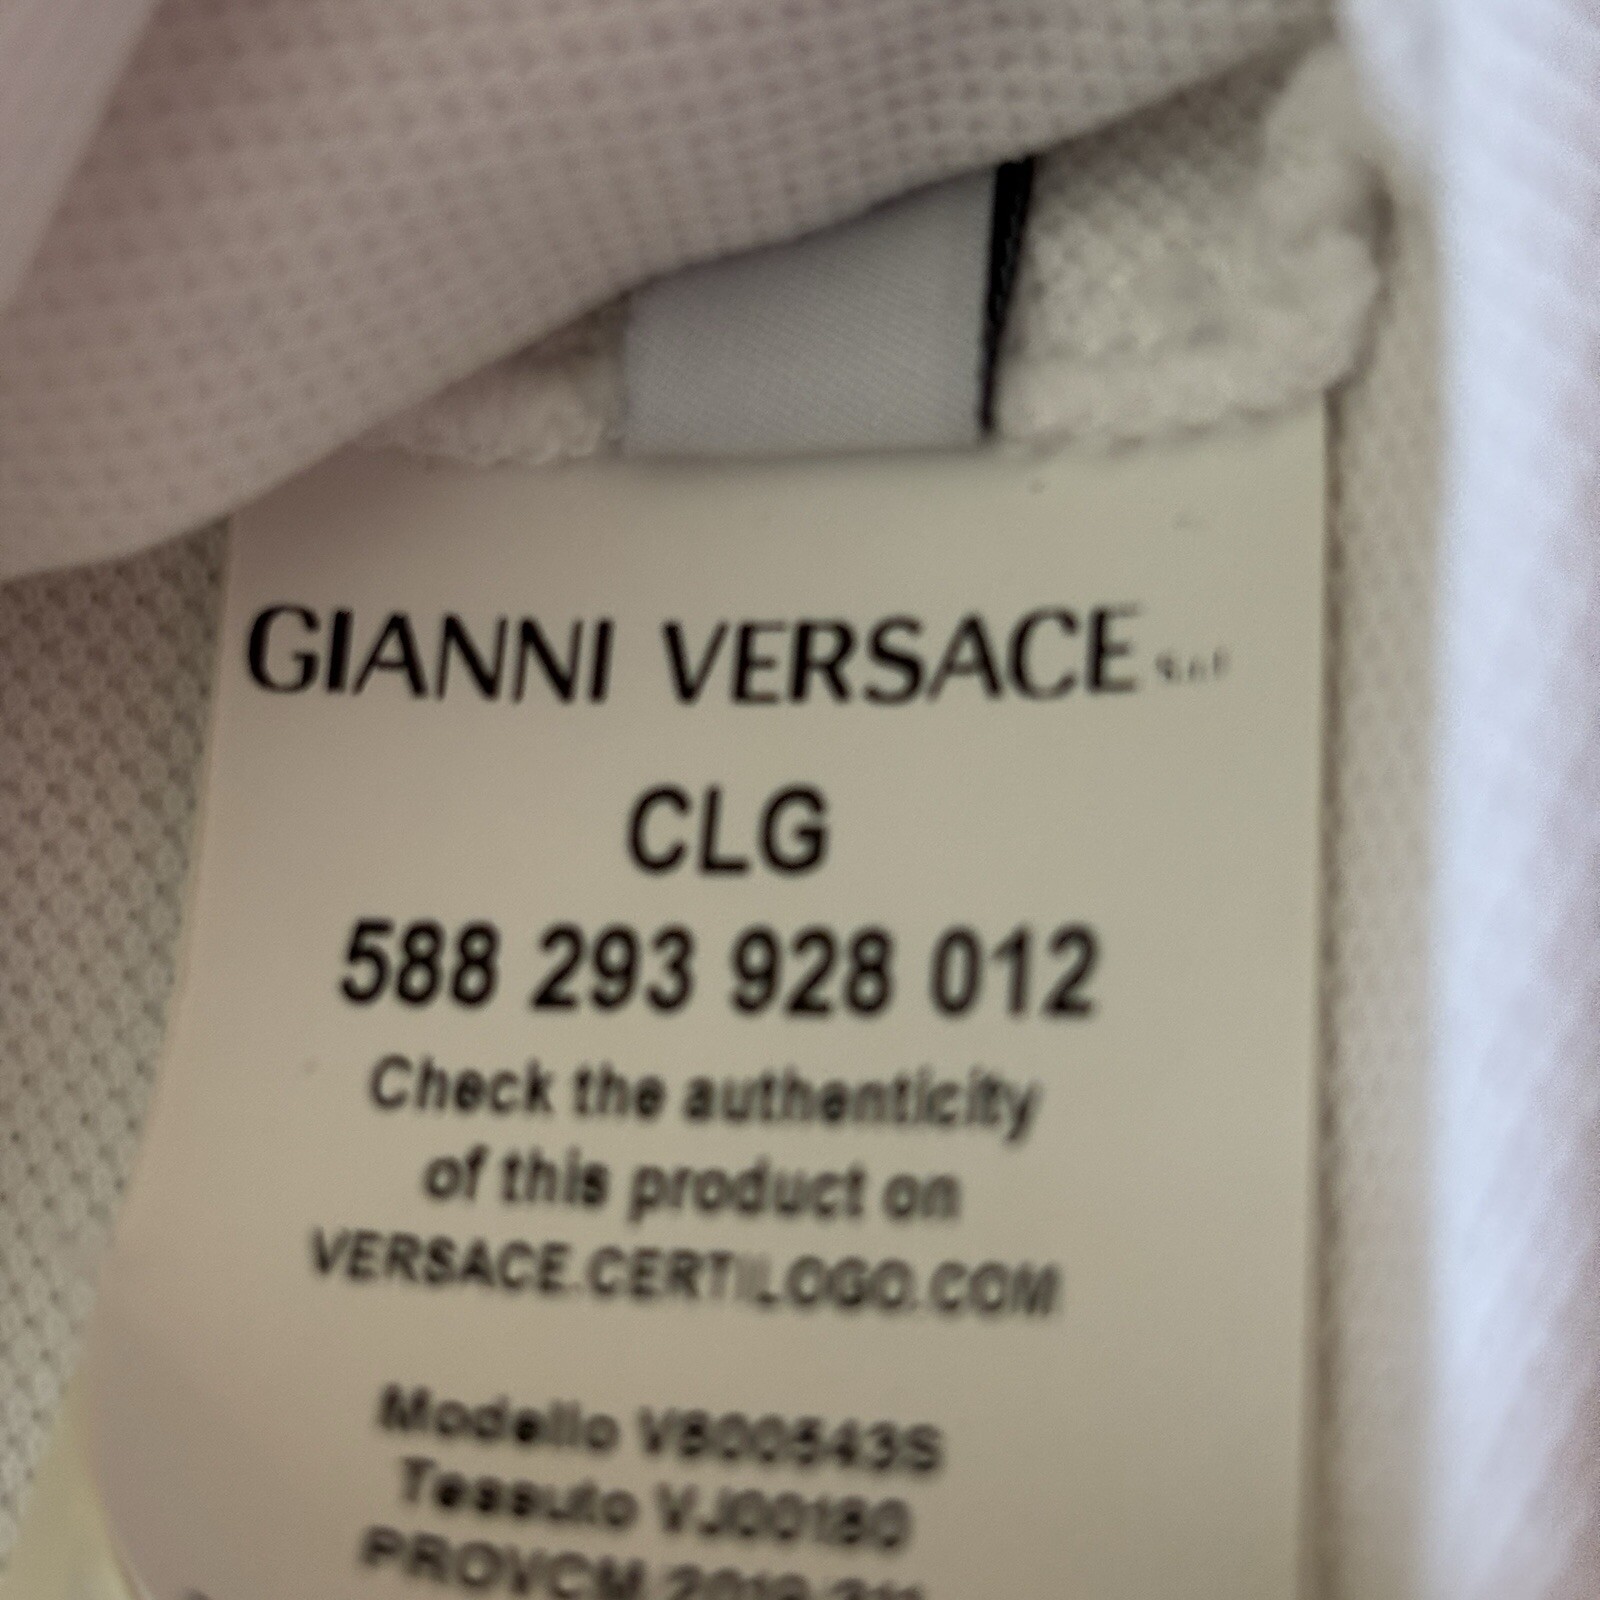 GIANNI VERSACE S.r.l
CLG
588 293 928 012
Check the authenticity
of this product on
VERSACE.CERTILOGO.COM
Modello V800543S
Tessuto VJ00180